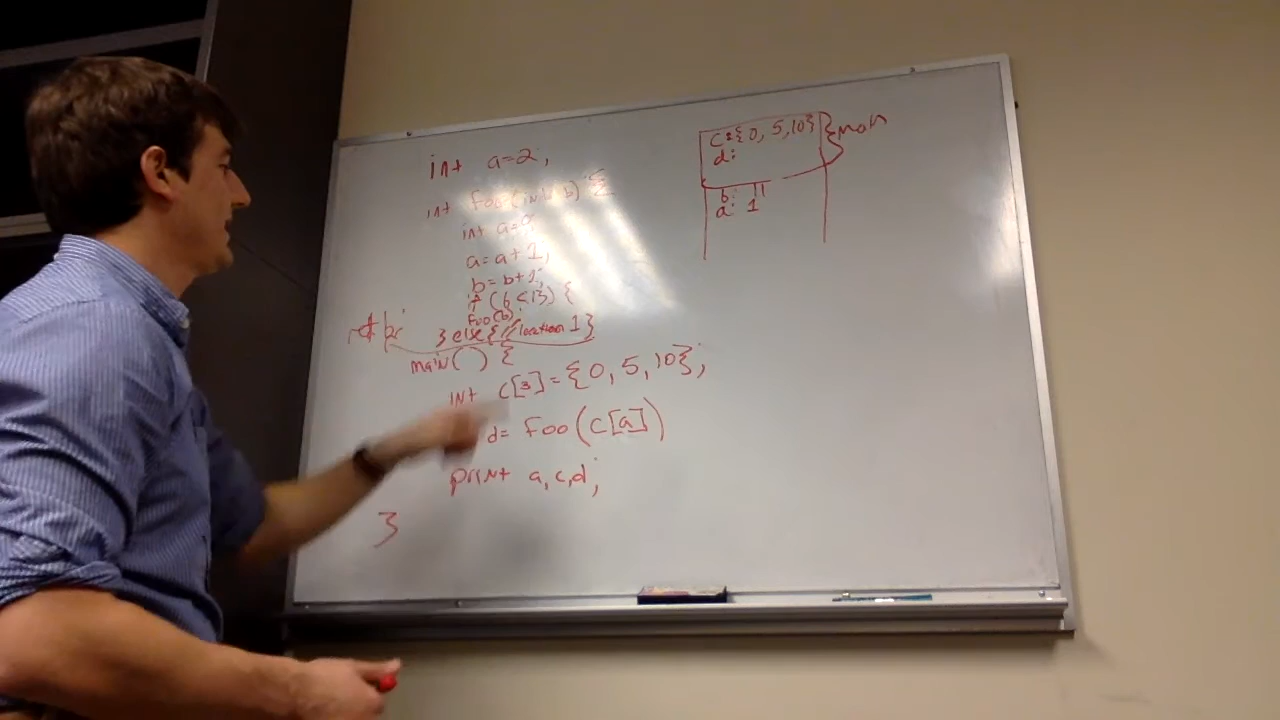 int a=2;
int foo(int b) {
int a=0;
a=a+1;
b=b+1;
if (b<13) {
foo(b);
} else { // location 1 }
main() {
int c[3]={0, 5, 10};
d= foo(c[a])
print a,c,d;
}
c:{0, 5,10}
d:
b: 11
a: 1